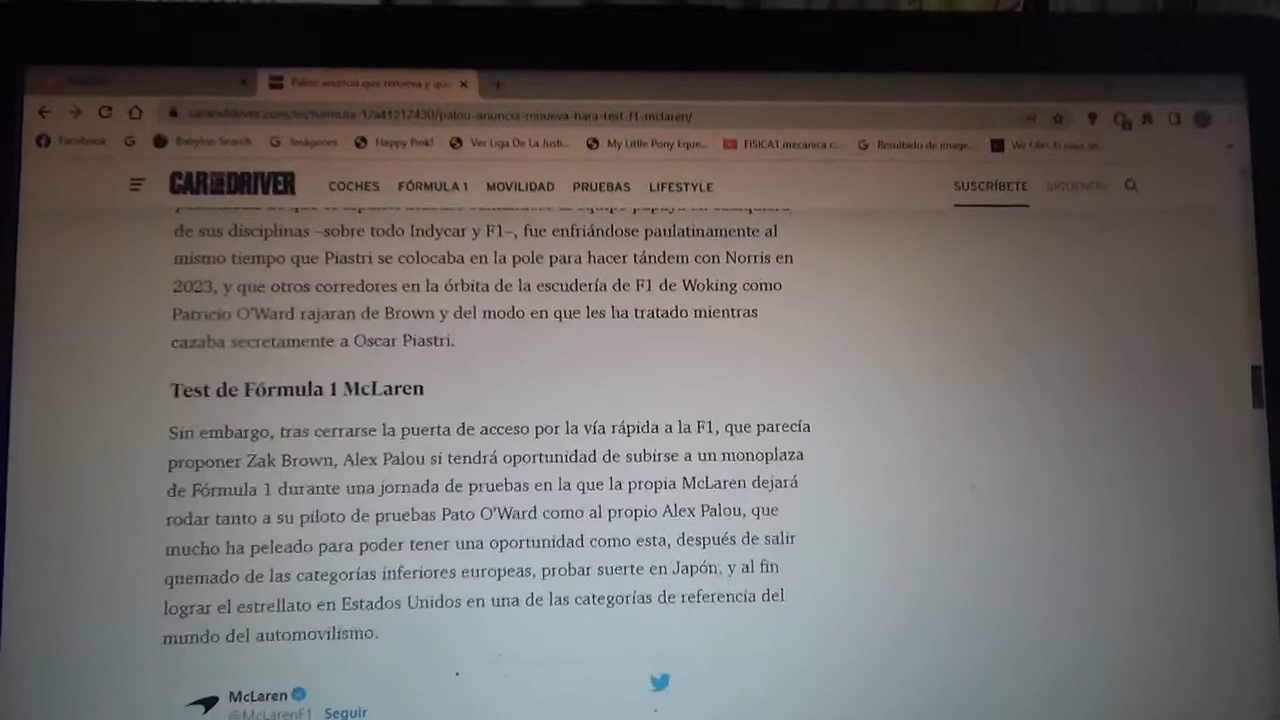 Palou anuncia que renueva y que
caranddriver.com/es/formula-1/a41212430/palou-anuncia-mueva-hara-test-f1-mclaren/
Facebook G Babylon Search Imágenes Happy Pink! Ver Liga De La Justi... My Little Pony Eque... FISICA1 mecanica c... Resultado de image...
CAR AND DRIVER COCHES FÓRMULA 1 MOVILIDAD PRUEBAS LIFESTYLE SUSCRÍBETE SÍGUENOS
de sus disciplinas –sobre todo Indycar y F1–, fue enfriándose paulatinamente al
mismo tiempo que Piastri se colocaba en la pole para hacer tándem con Norris en
2023, y que otros corredores en la órbita de la escudería de F1 de Woking como
Patricio O'Ward rajaran de Brown y del modo en que les ha tratado mientras
cazaba secretamente a Oscar Piastri.
Test de Fórmula 1 McLaren
Sin embargo, tras cerrarse la puerta de acceso por la vía rápida a la F1, que parecía
proponer Zak Brown, Alex Palou si tendrá oportunidad de subirse a un monoplaza
de Fórmula 1 durante una jornada de pruebas en la que la propia McLaren dejará
rodar tanto a su piloto de pruebas Pato O'Ward como al propio Alex Palou, que
mucho ha peleado para poder tener una oportunidad como esta, después de salir
quemado de las categorías inferiores europeas, probar suerte en Japón, y al fin
lograr el estrellato en Estados Unidos en una de las categorías de referencia del
mundo del automovilismo.
McLaren
@McLarenF1 Seguir